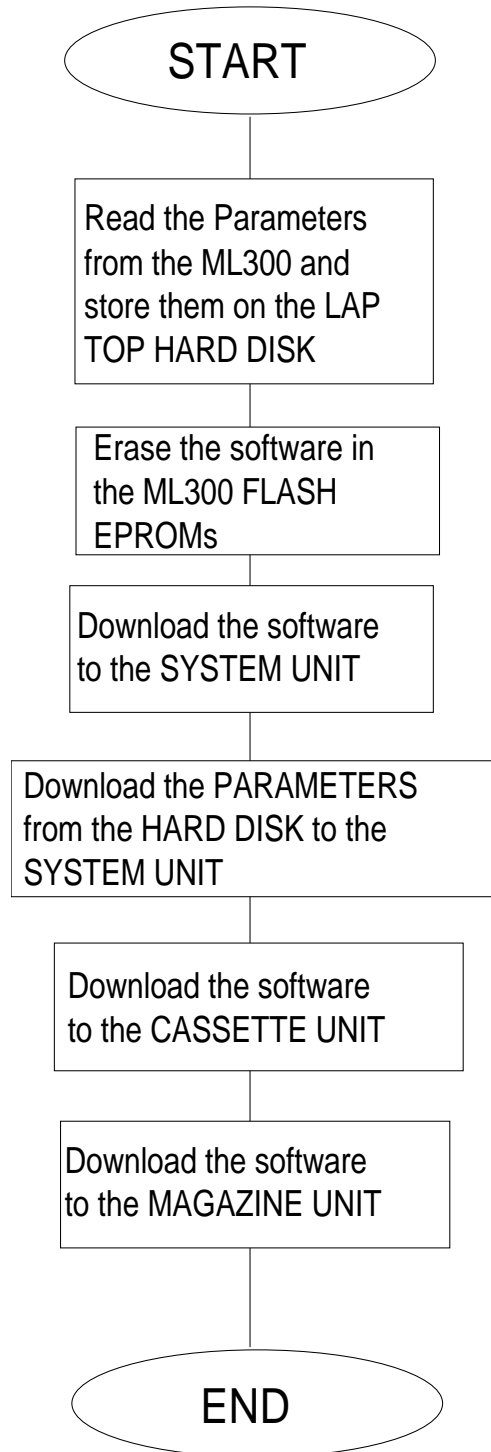 START
Read the Parameters
from the ML300 and
store them on the LAP
TOP HARD DISK
Erase the software in
the ML300 FLASH
EPROMs
Download the software
to the SYSTEM UNIT
Download the PARAMETERS
from the HARD DISK to the
SYSTEM UNIT
Download the software
to the CASSETTE UNIT
Download the software
to the MAGAZINE UNIT
END